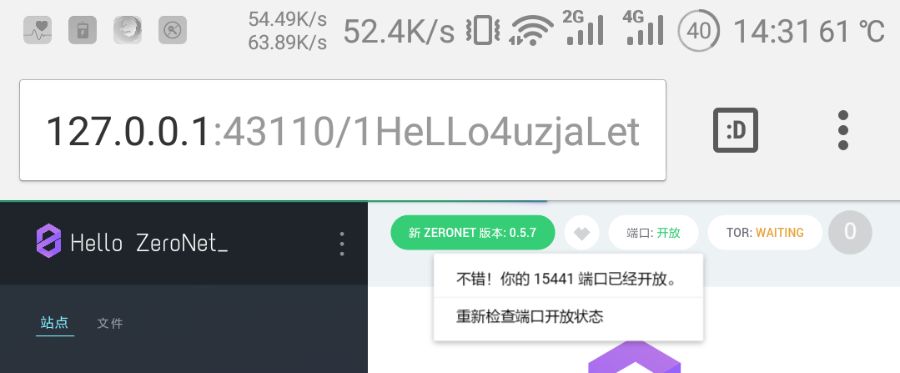 54.49K/s
63.89K/s
52.4K/s 2G 4G 40 14:31 61 ℃
127.0.0.1:43110/1HeLLo4uzjaLet :D
Hello ZeroNet_
新 ZERONET 版本: 0.5.7 端口: 开放 TOR: WAITING 0
不错！你的 15441 端口已经开放。
重新检查端口开放状态
站点 文件